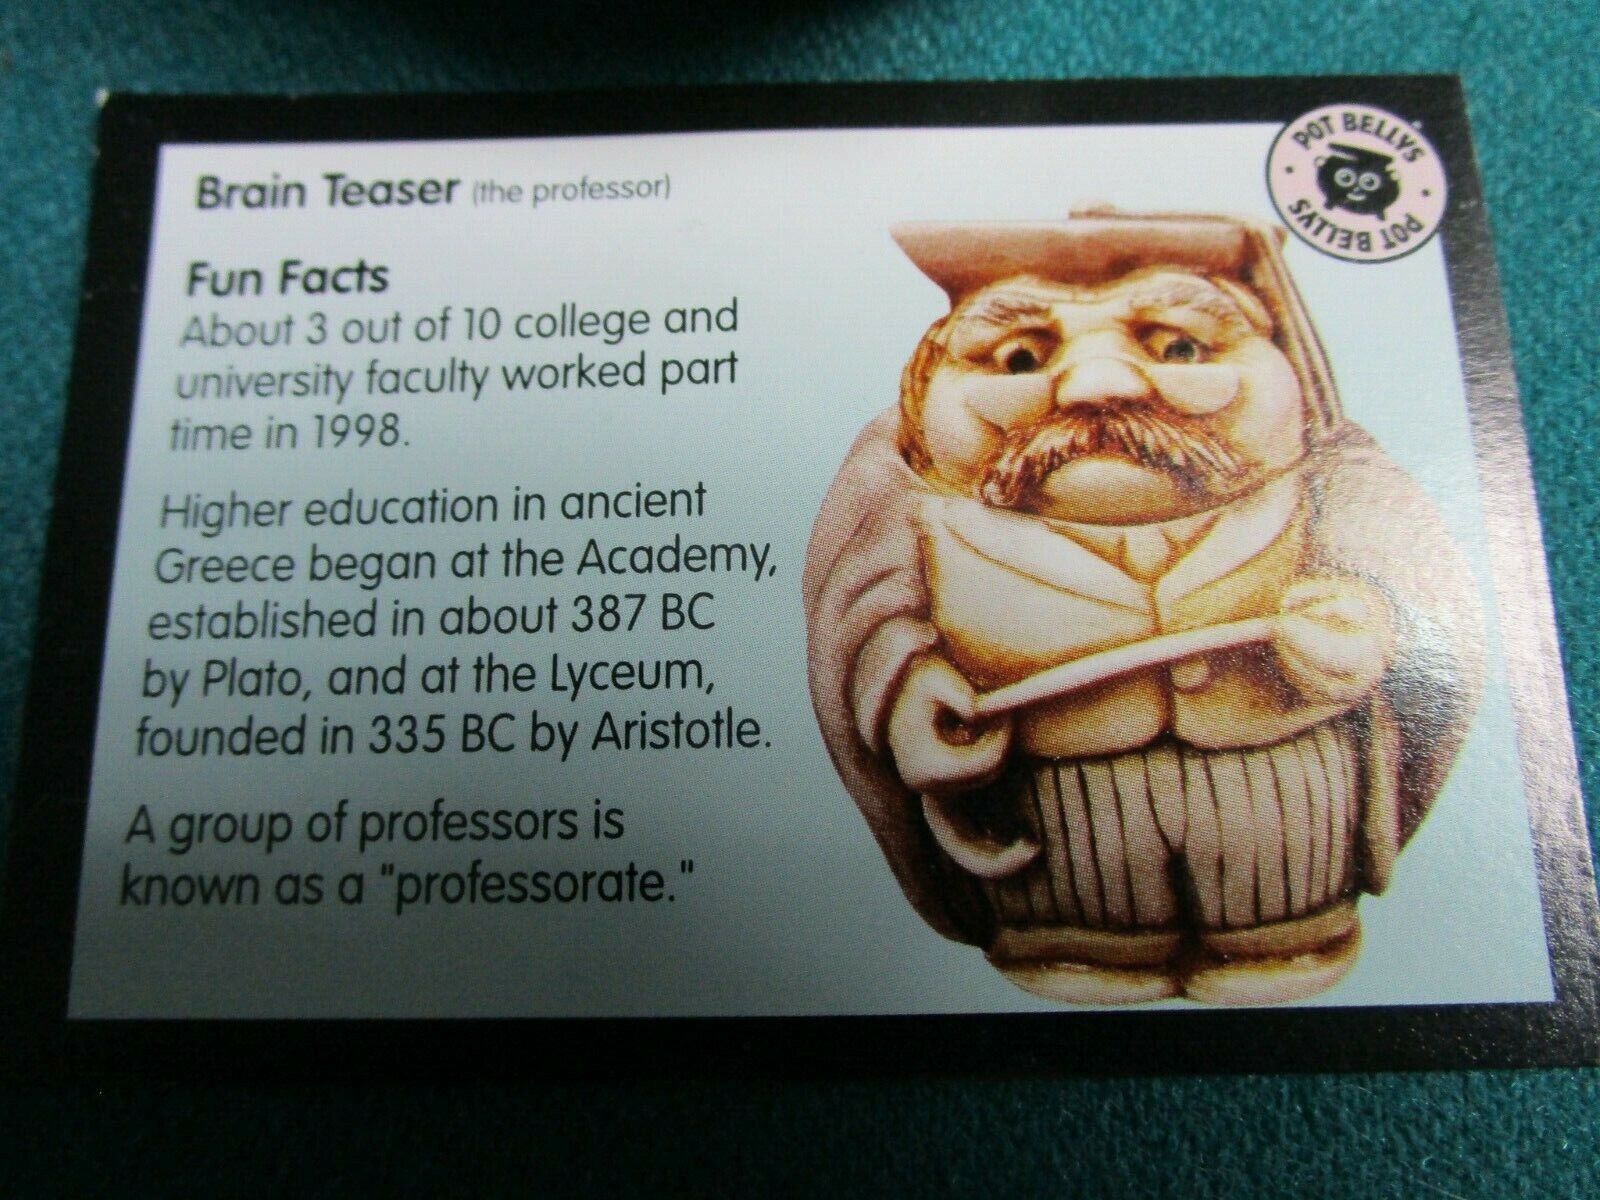 Brain Teaser (the professor)
Fun Facts
About 3 out of 10 college and
university faculty worked part
time in 1998.
Higher education in ancient
Greece began at the Academy,
established in about 387 BC
by Plato, and at the Lyceum,
founded in 335 BC by Aristotle.
A group of professors is
known as a "professorate."
POT BELLYS
POT BELLYS